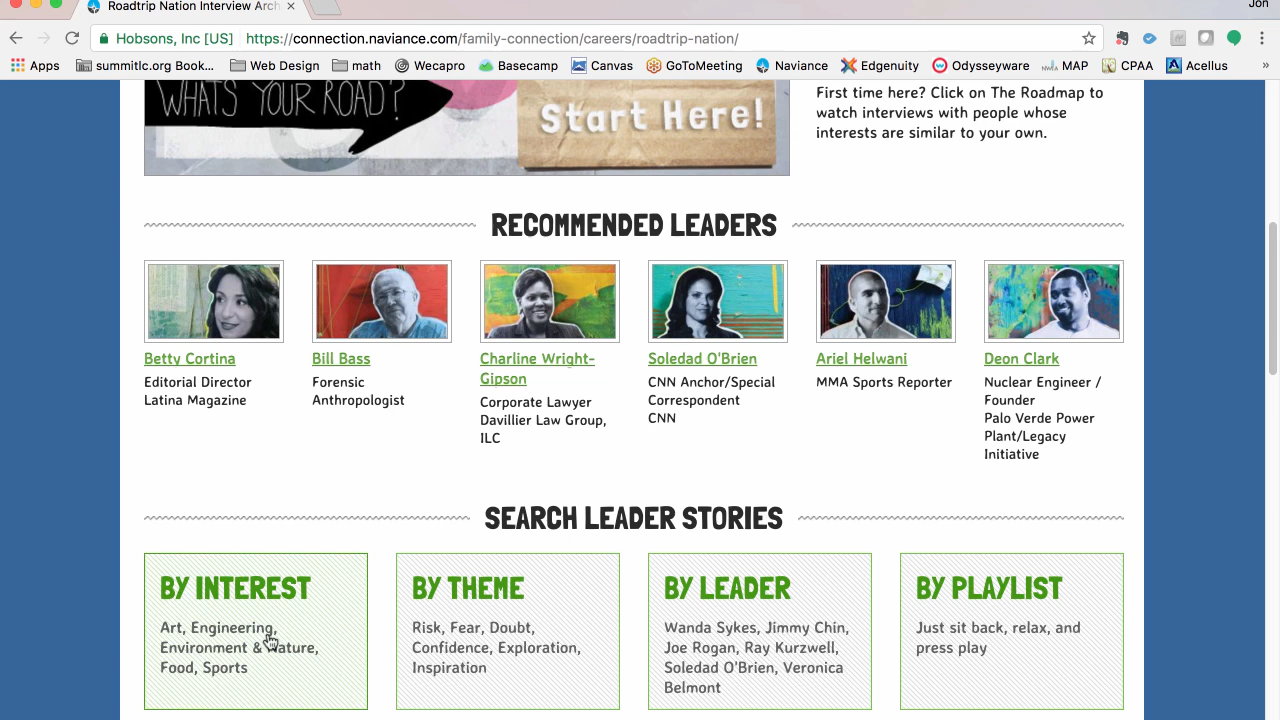 Roadtrip Nation Interview Arch
Jon
Hobsons, Inc [US]
https://connection.naviance.com/family-connection/careers/roadtrip-nation/
Apps
summitlc.org Book...
Web Design
math
Wecapro
Basecamp
Canvas
GoToMeeting
Naviance
Edgenuity
Odysseyware
MAP
CPAA
Acellus
»
WHAT'S YOUR ROAD?
Start Here!
First time here? Click on The Roadmap to
watch interviews with people whose
interests are similar to your own.
RECOMMENDED LEADERS
Betty Cortina
Editorial Director
Latina Magazine
Bill Bass
Forensic
Anthropologist
Charline Wright-
Gipson
Corporate Lawyer
Davillier Law Group,
ILC
Soledad O'Brien
CNN Anchor/Special
Correspondent
CNN
Ariel Helwani
MMA Sports Reporter
Deon Clark
Nuclear Engineer /
Founder
Palo Verde Power
Plant/Legacy
Initiative
SEARCH LEADER STORIES
BY INTEREST
Art, Engineering,
Environment & Nature,
Food, Sports
BY THEME
Risk, Fear, Doubt,
Confidence, Exploration,
Inspiration
BY LEADER
Wanda Sykes, Jimmy Chin,
Joe Rogan, Ray Kurzwell,
Soledad O'Brien, Veronica
Belmont
BY PLAYLIST
Just sit back, relax, and
press play